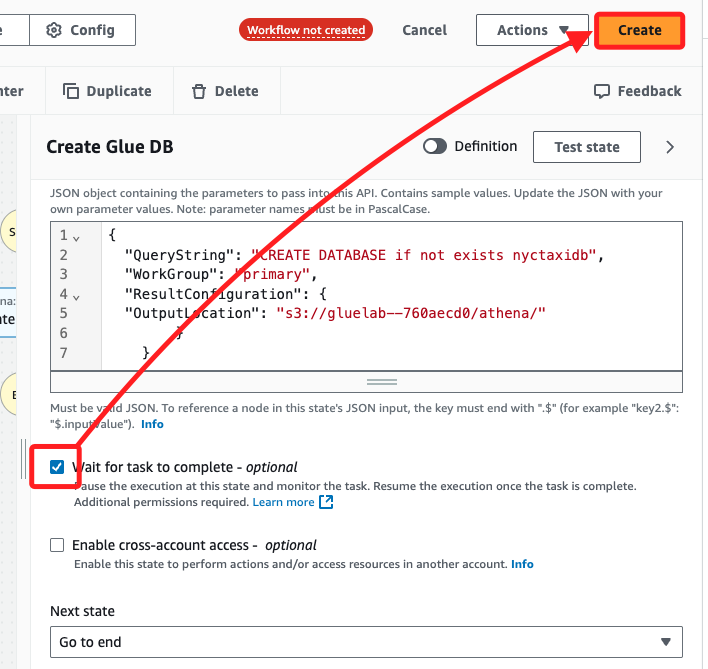 Config
Workflow not created
Cancel
Actions
Create
nter
Duplicate
Delete
Feedback
Create Glue DB
Definition
Test state
JSON object containing the parameters to pass into this API. Contains sample values. Update the JSON with your
own parameter values. Note: parameter names must be in PascalCase.
1 {
2 "QueryString": "CREATE DATABASE if not exists nyctaxidb",
3 "WorkGroup": "primary",
4 "ResultConfiguration": {
5 "OutputLocation": "s3://gluelab--760aecd0/athena/"
6 }
7 }
Must be valid JSON. To reference a node in this state's JSON input, the key must end with ".$" (for example "key2.$":
"$.inputValue"). Info
Wait for task to complete - optional
Pause the execution at this state and monitor the task. Resume the execution once the task is complete.
Additional permissions required. Learn more
Enable cross-account access - optional
Enable this state to perform actions and/or access resources in another account. Info
Next state
Go to end